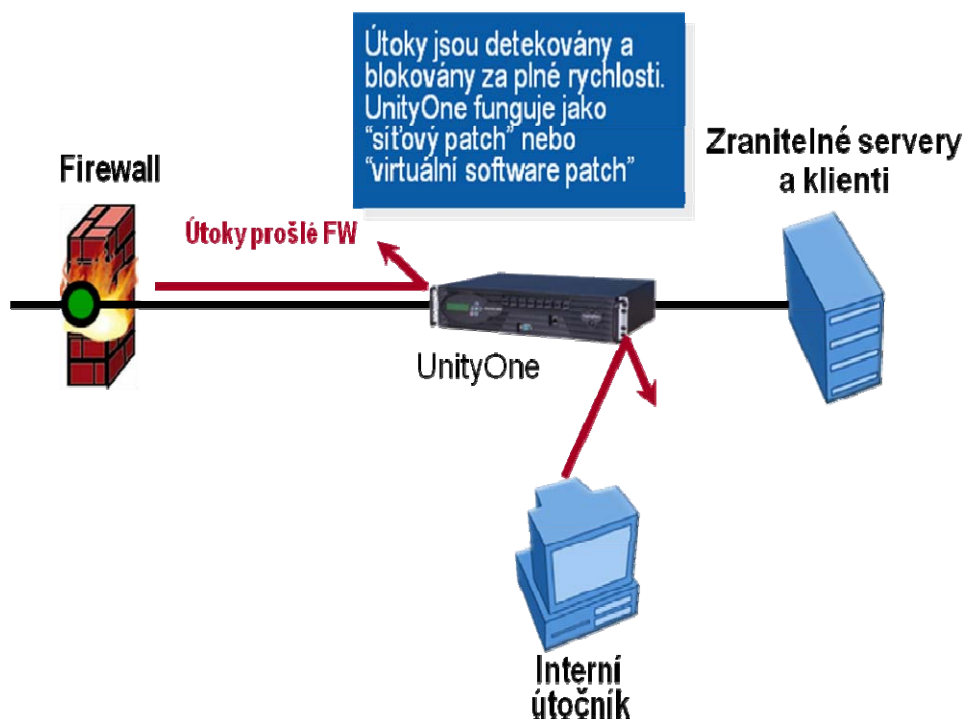 Útoky jsou detekovány a
blokovány za plné rychlosti.
UnityOne funguje jako
“síťový patch” nebo
“virtuální software patch”
Zranitelné servery
a klienti
Firewall
Útoky prošlé FW
UnityOne
Interní
útočník